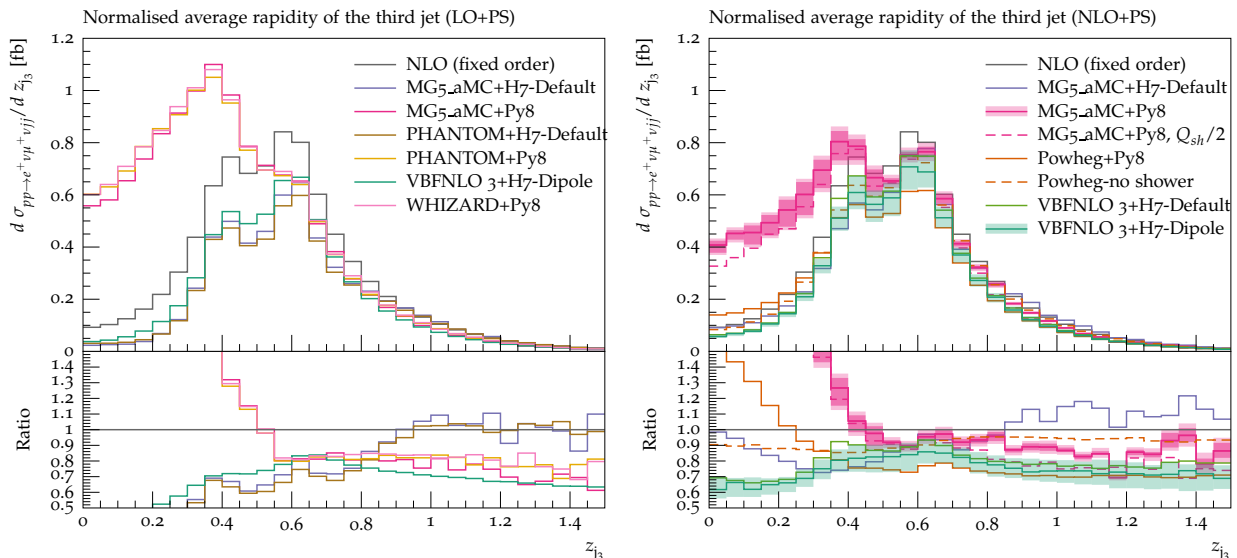 Normalised average rapidity of the third jet (LO+PS)
d σ_{pp→e⁺νμ⁺νjj}/d z_{j₃} [fb]
1.2
1
0.8
0.6
0.4
0.2
0
NLO (fixed order)
MG5_aMC+H7-Default
MG5_aMC+Py8
PHANTOM+H7-Default
PHANTOM+Py8
VBFNLO 3+H7-Dipole
WHIZARD+Py8
Ratio
1.4
1.3
1.2
1.1
1.0
0.9
0.8
0.7
0.6
0.5
0 0.2 0.4 0.6 0.8 1 1.2 1.4
z_{j₃}
Normalised average rapidity of the third jet (NLO+PS)
d σ_{pp→e⁺νμ⁺νjj}/d z_{j₃} [fb]
1.2
1
0.8
0.6
0.4
0.2
0
NLO (fixed order)
MG5_aMC+H7-Default
MG5_aMC+Py8
MG5_aMC+Py8, Q_{sh}/2
Powheg+Py8
Powheg-no shower
VBFNLO 3+H7-Default
VBFNLO 3+H7-Dipole
Ratio
1.4
1.3
1.2
1.1
1.0
0.9
0.8
0.7
0.6
0.5
0 0.2 0.4 0.6 0.8 1 1.2 1.4
z_{j₃}